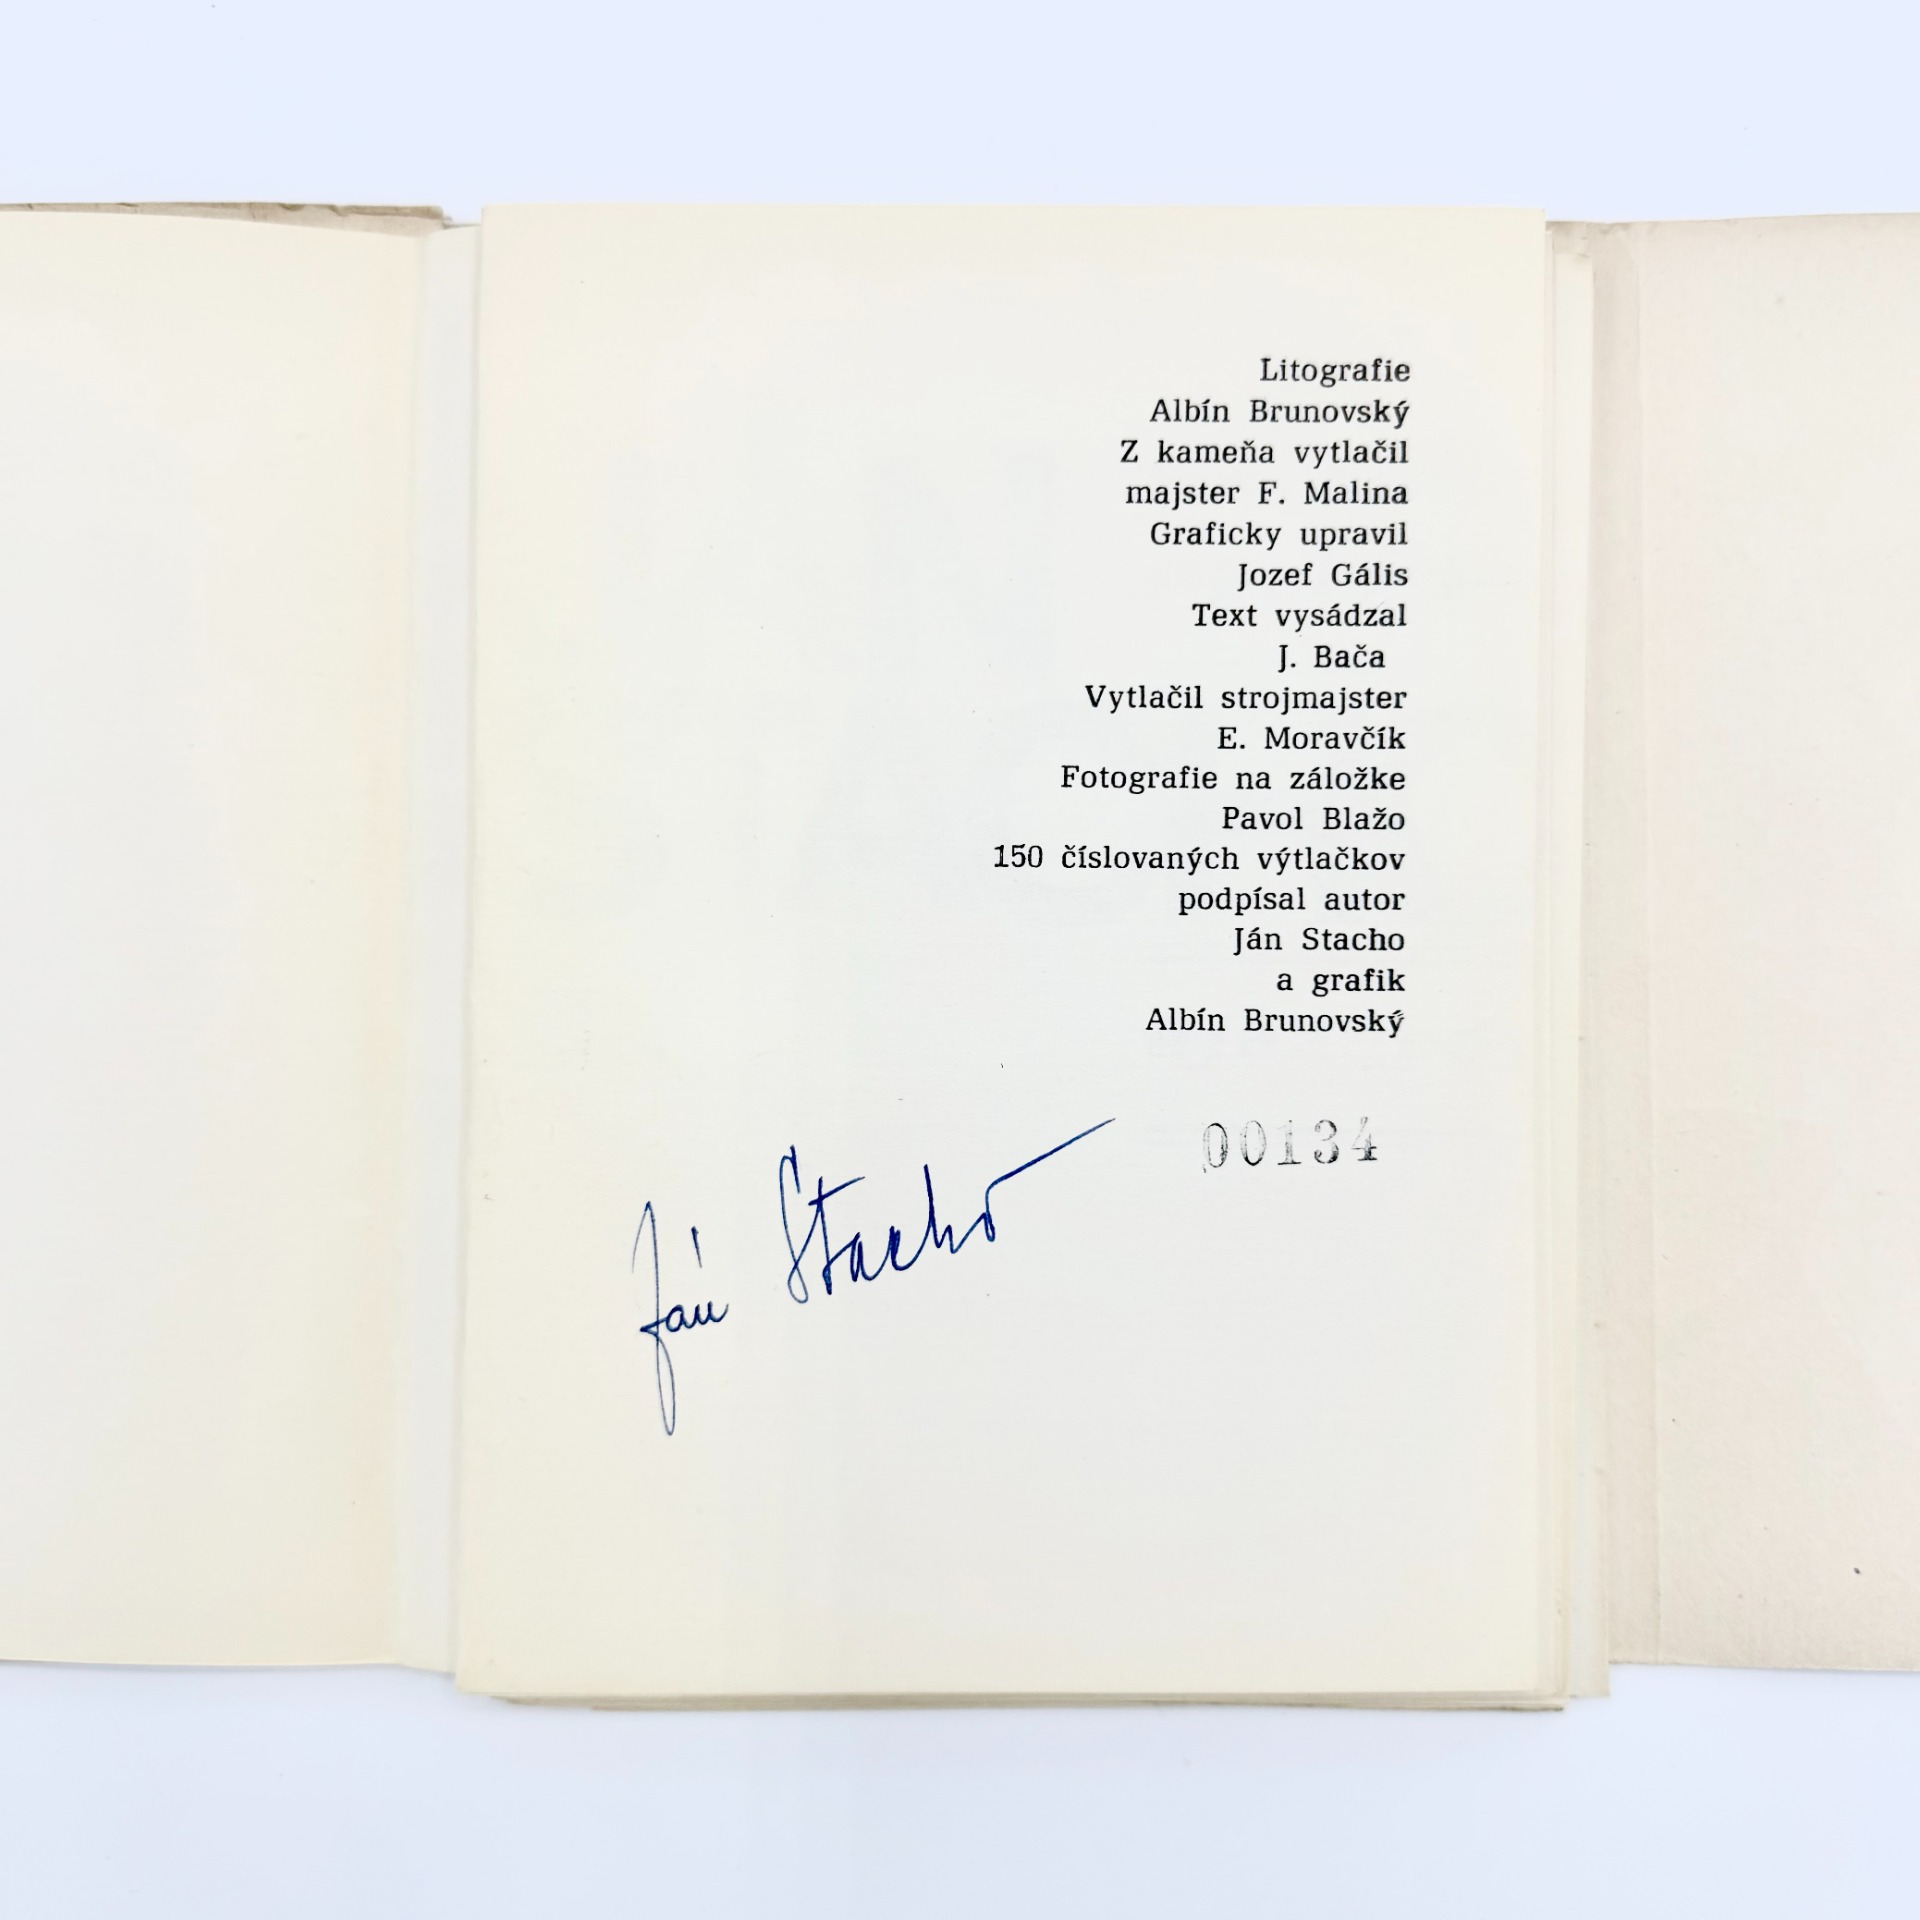 Litografie
Albín Brunovský
Z kameňa vytlačil
majster F. Malina
Graficky upravil
Jozef Gális
Text vysádzal
J. Bača
Vytlačil strojmajster
E. Moravčík
Fotografie na záložke
Pavol Blažo
150 číslovaných výtlačkov
podpísal autor
Ján Stacho
a grafik
Albín Brunovský
00134
Ján Stacho